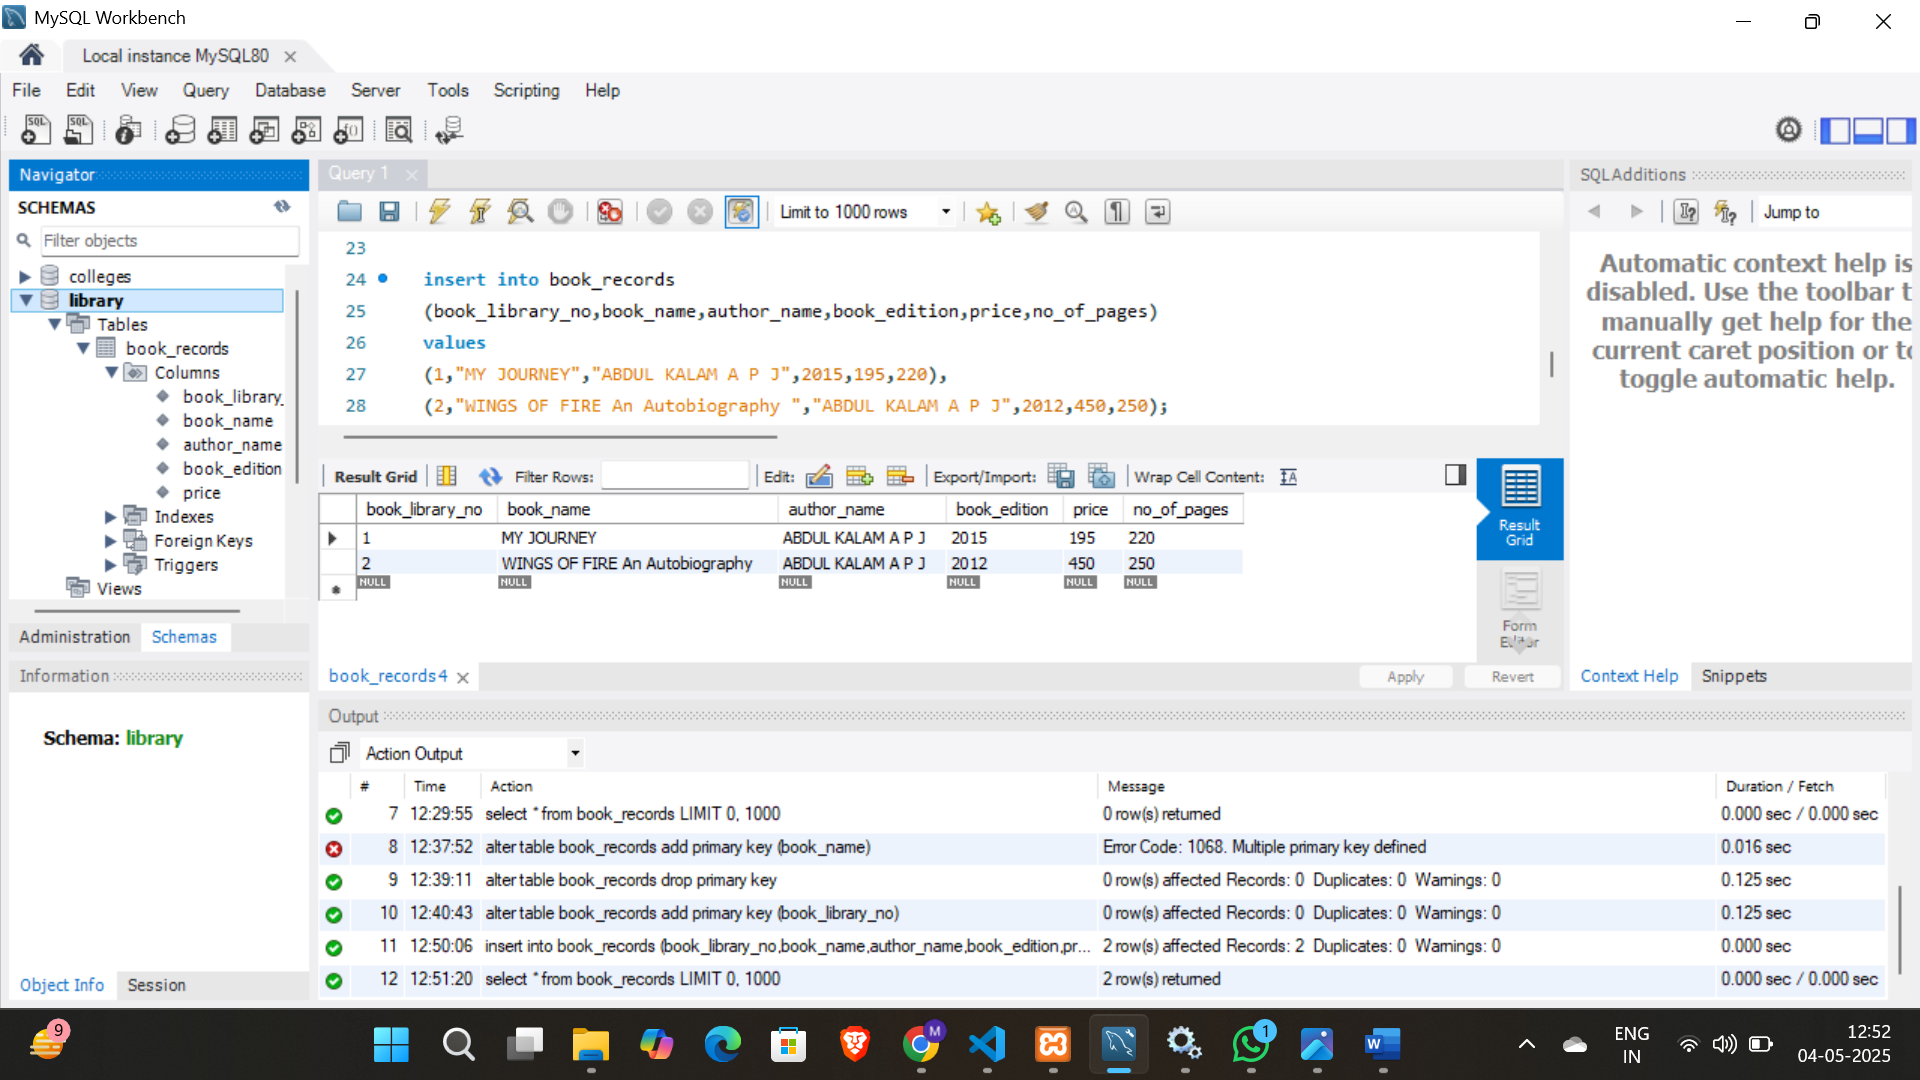 MySQL Workbench
Local instance MySQL80
File Edit View Query Database Server Tools Scripting Help
Navigator
SCHEMAS
Filter objects
colleges
library
Tables
book_records
Columns
book_library_
book_name
author_name
book_edition
price
Indexes
Foreign Keys
Triggers
Views
Administration Schemas
Information
Schema: library
Object Info Session
Query 1
Limit to 1000 rows
23
24 insert into book_records
25 (book_library_no,book_name,author_name,book_edition,price,no_of_pages)
26 values
27 (1,"MY JOURNEY","ABDUL KALAM A P J",2015,195,220),
28 (2,"WINGS OF FIRE An Autobiography ","ABDUL KALAM A P J",2012,450,250);
Result Grid Filter Rows: Edit: Export/Import: Wrap Cell Content:
book_library_no book_name author_name book_edition price no_of_pages
1 MY JOURNEY ABDUL KALAM A P J 2015 195 220
2 WINGS OF FIRE An Autobiography ABDUL KALAM A P J 2012 450 250
NULL NULL NULL NULL NULL NULL
Result Grid
Form Editor
book_records4
Apply Revert
SQLAdditions
Jump to
Automatic context help is
disabled. Use the toolbar t
manually get help for the
current caret position or to
toggle automatic help.
Context Help Snippets
Output
Action Output
# Time Action Message Duration / Fetch
7 12:29:55 select * from book_records LIMIT 0, 1000 0 row(s) returned 0.000 sec / 0.000 sec
8 12:37:52 alter table book_records add primary key (book_name) Error Code: 1068. Multiple primary key defined 0.016 sec
9 12:39:11 alter table book_records drop primary key 0 row(s) affected Records: 0 Duplicates: 0 Warnings: 0 0.125 sec
10 12:40:43 alter table book_records add primary key (book_library_no) 0 row(s) affected Records: 0 Duplicates: 0 Warnings: 0 0.125 sec
11 12:50:06 insert into book_records (book_library_no,book_name,author_name,book_edition,pr... 2 row(s) affected Records: 2 Duplicates: 0 Warnings: 0 0.000 sec
12 12:51:20 select * from book_records LIMIT 0, 1000 2 row(s) returned 0.000 sec / 0.000 sec
9
M
1
ENG
IN
12:52
04-05-2025